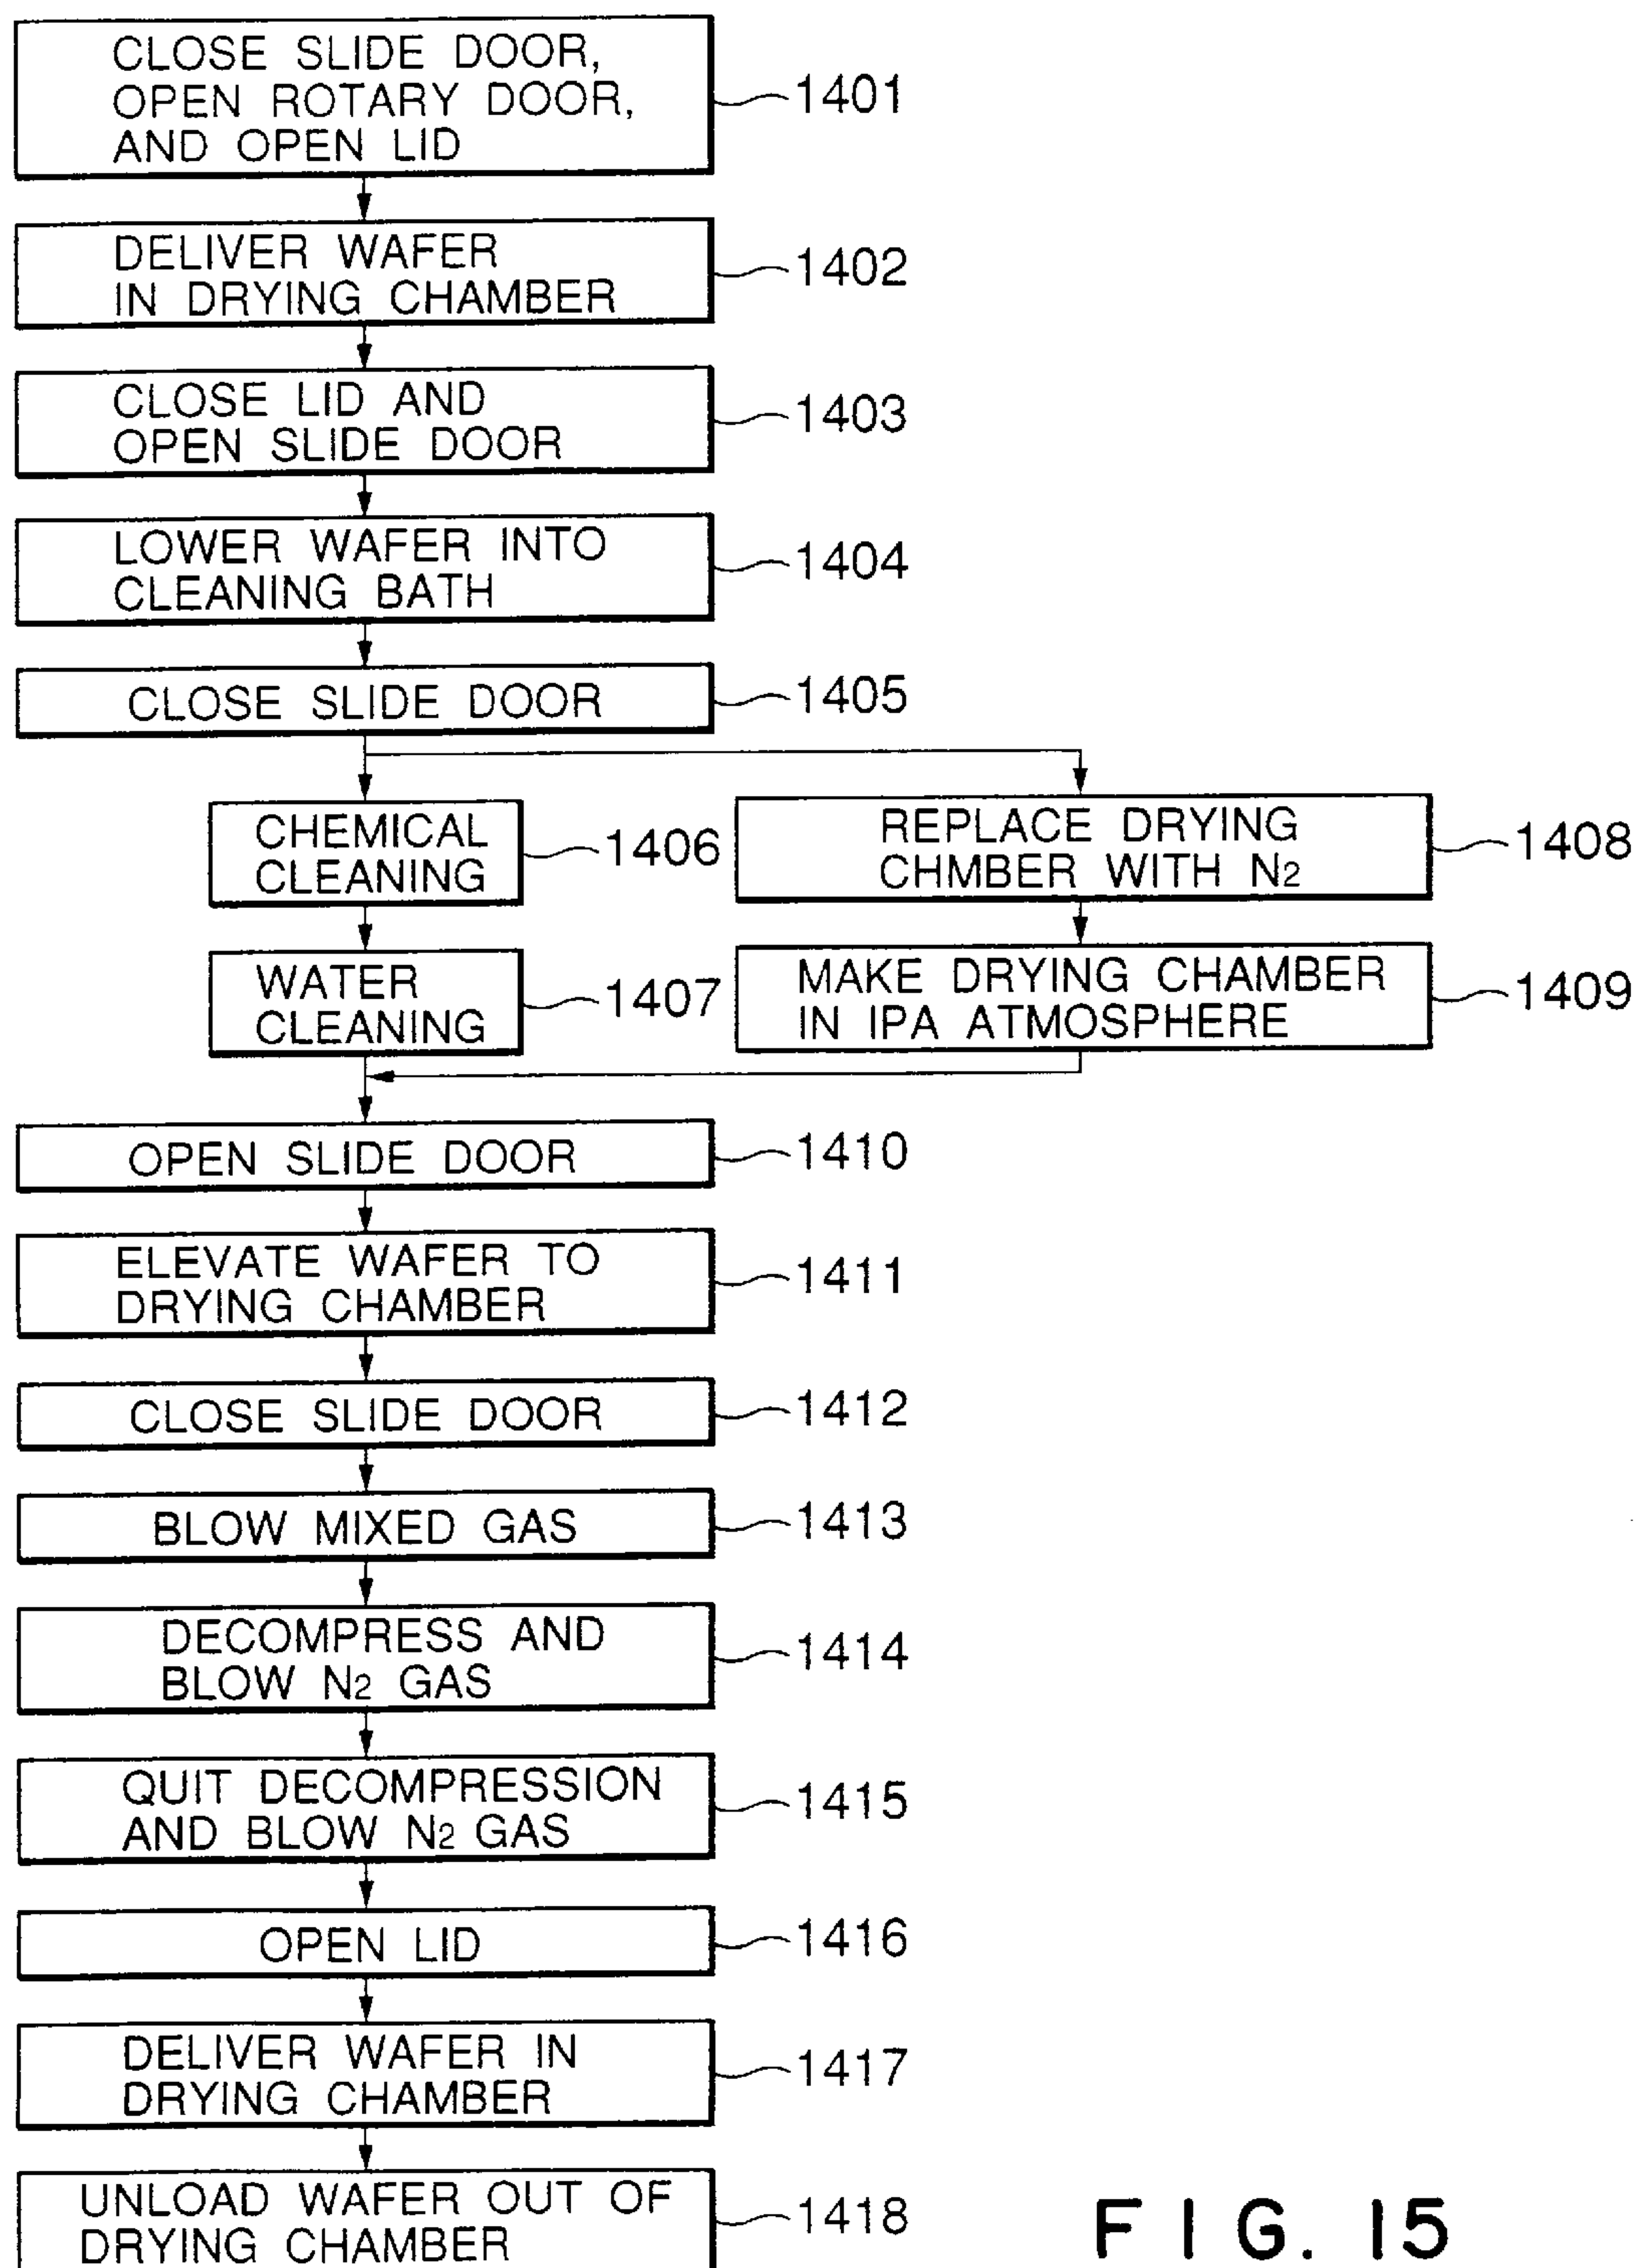 CLOSE SLIDE DOOR,
OPEN ROTARY DOOR,
AND OPEN LID
1401
DELIVER WAFER
IN DRYING CHAMBER
1402
CLOSE LID AND
OPEN SLIDE DOOR
1403
LOWER WAFER INTO
CLEANING BATH
1404
CLOSE SLIDE DOOR
1405
CHEMICAL
CLEANING
1406
REPLACE DRYING
CHMBER WITH N2
1408
WATER
CLEANING
1407
MAKE DRYING CHAMBER
IN IPA ATMOSPHERE
1409
OPEN SLIDE DOOR
1410
ELEVATE WAFER TO
DRYING CHAMBER
1411
CLOSE SLIDE DOOR
1412
BLOW MIXED GAS
1413
DECOMPRESS AND
BLOW N2 GAS
1414
QUIT DECOMPRESSION
AND BLOW N2 GAS
1415
OPEN LID
1416
DELIVER WAFER IN
DRYING CHAMBER
1417
UNLOAD WAFER OUT OF
DRYING CHAMBER
1418
FIG. 15